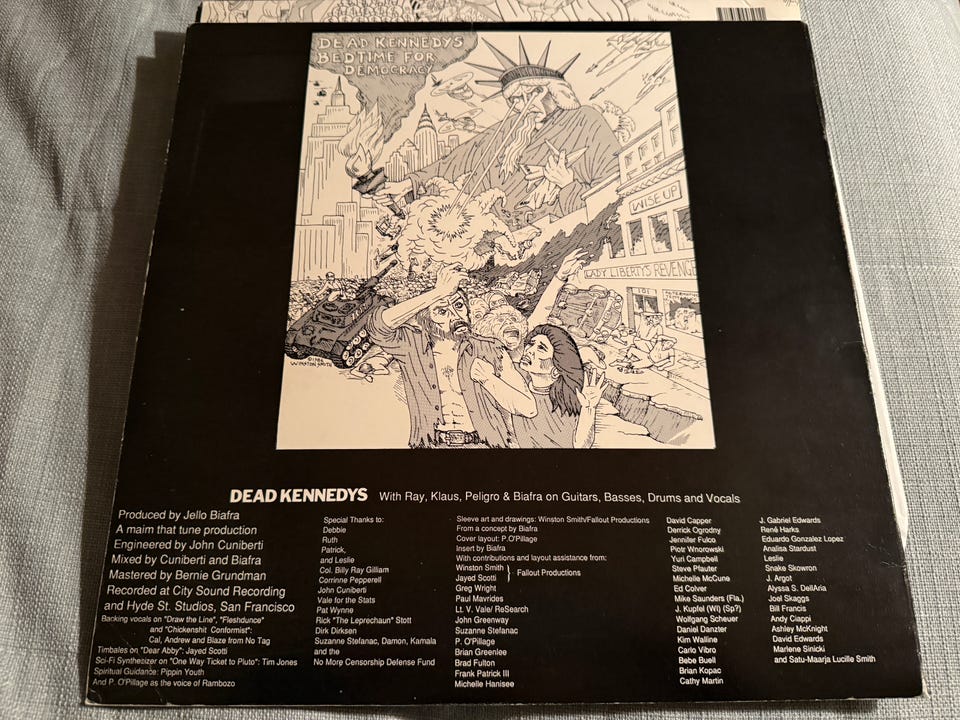 DEAD KENNEDYS
BEDTIME FOR
DEMOCRACY
WISE UP
LADY LIBERTY'S REVENGE
©1986
WINSTON SMITH
DEAD KENNEDYS With Ray, Klaus, Peligro & Biafra on Guitars, Basses, Drums and Vocals
Produced by Jello Biafra
A maim that tune production
Engineered by John Cuniberti
Mixed by Cuniberti and Biafra
Mastered by Bernie Grundman
Recorded at City Sound Recording
and Hyde St. Studios, San Francisco
Backing vocals on "Draw the Line", "Fleshdunce"
and "Chickenshit Conformist":
Cal, Andrew and Blaze from No Tag
Timbales on "Dear Abby": Jayed Scotti
Sci-Fi Synthesizer on "One Way Ticket to Pluto": Tim Jones
Spiritual Guidance: Pippin Youth
And P. O'Pillage as the voice of Rambozo
Special Thanks to:
Debbie
Ruth
Patrick,
and Leslie
Col. Billy Ray Gilliam
Corrinne Pepperell
John Cuniberti
Vale for the Stats
Pat Wynne
Rick "The Leprechaun" Stott
Dirk Dirksen
Suzanne Stefanac, Damon, Kamala
and the
No More Censorship Defense Fund
Sleeve art and drawings: Winston Smith/Fallout Productions
From a concept by Biafra
Cover layout: P.O'Pillage
Insert by Biafra
With contributions and layout assistance from:
Winston Smith
Jayed Scotti } Fallout Productions
Greg Wright
Paul Mavrides
Lt. V. Vale/ ReSearch
John Greenway
Suzanne Stefanac
P. O'Pillage
Brian Greenlee
Brad Fulton
Frank Patrick III
Michelle Hanisee
David Capper
Derrick Ogrodny
Jennifer Fulco
Piotr Wnorowski
Yuri Campbell
Steve Pfauter
Michelle McCune
Ed Colver
Mike Saunders (Fla.)
J. Kupfel (WI) (Sp?)
Wolfgang Scheuer
Daniel Danzter
Kim Walline
Carlo Vibro
Bebe Buell
Brian Kopac
Cathy Martin
J. Gabriel Edwards
René Harks
Eduardo Gonzalez Lopez
Analisa Stardust
Leslie
Snake Skowron
J. Argot
Alyssa S. DellAria
Joel Skaggs
Bill Francis
Andy Ciappi
Ashley McKnight
David Edwards
Marlene Sinicki
and Satu-Maarja Lucille Smith